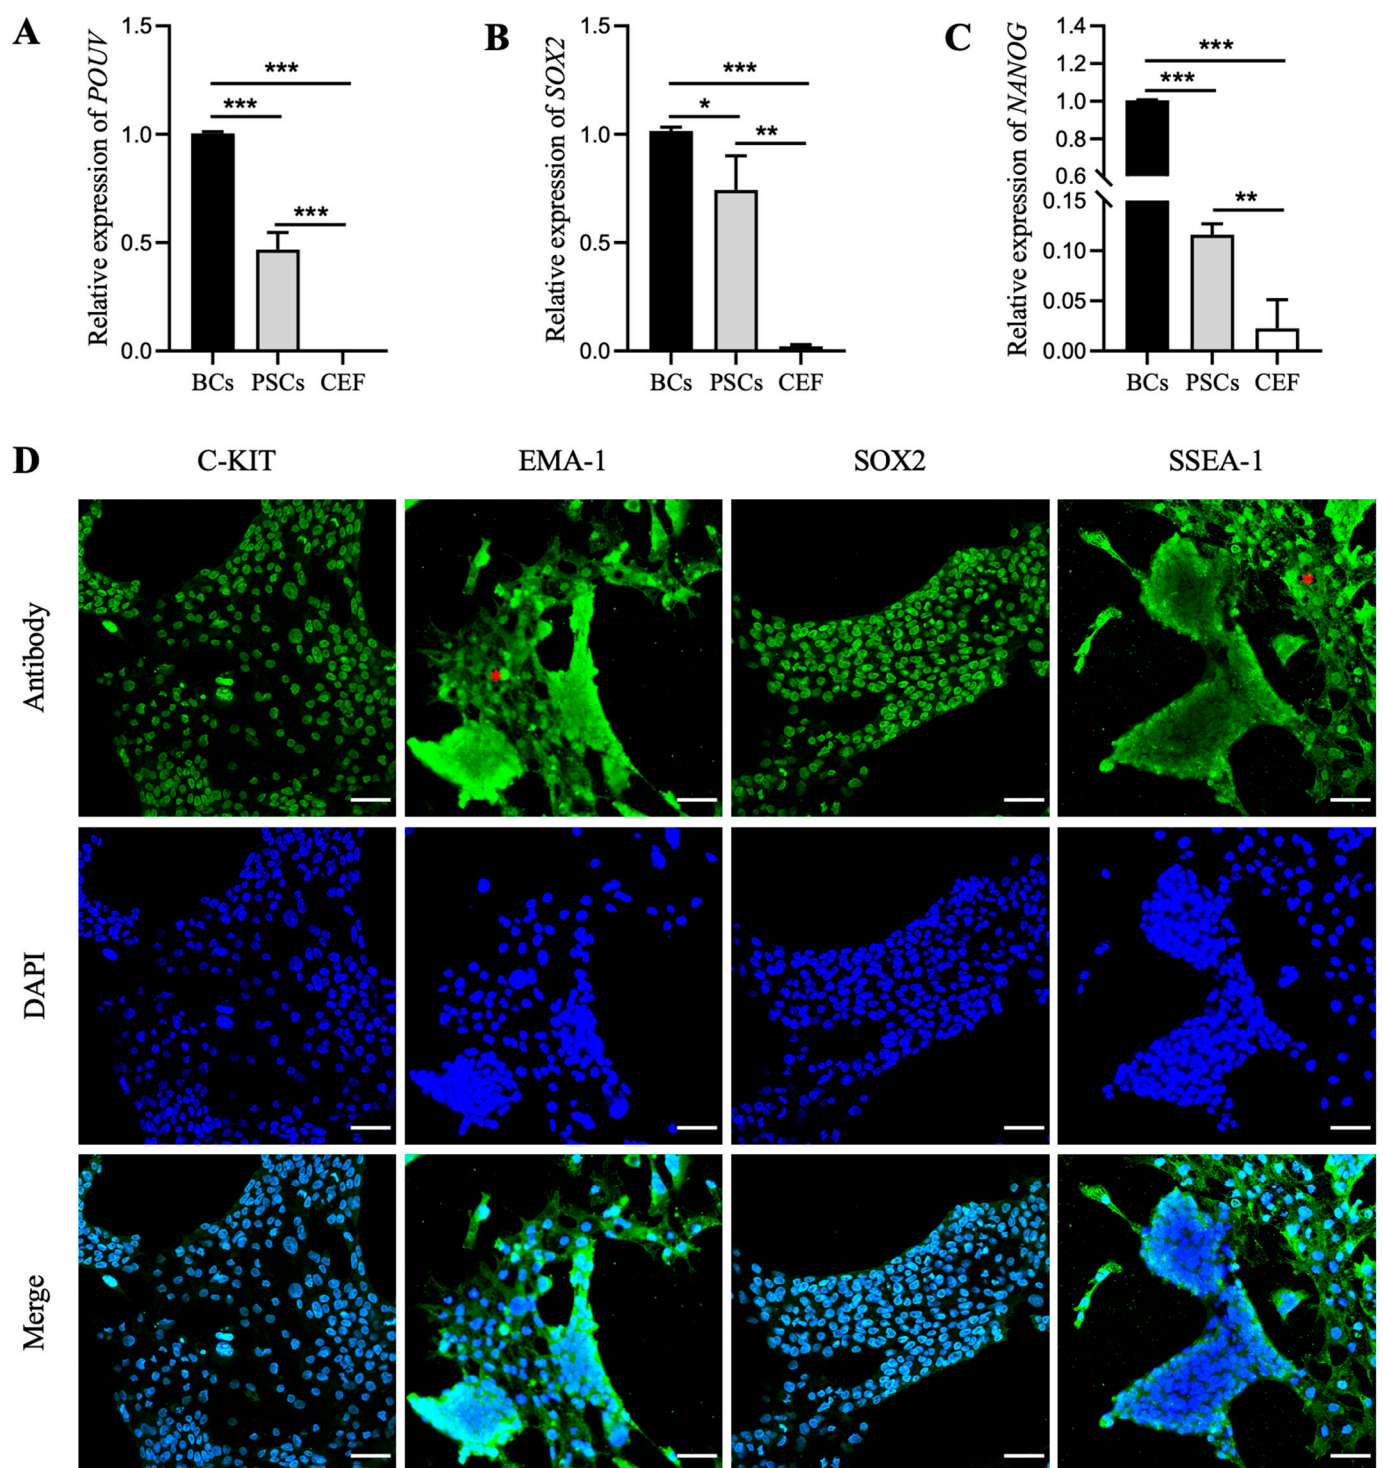 A
Relative expression of POUV
1.5
1.0
0.5
0.0
***
***
***
BCs PSCs CEF
B
Relative expression of SOX2
1.5
1.0
0.5
0.0
***
*
**
BCs PSCs CEF
C
Relative expression of NANOG
1.4
1.2
1.0
0.8
0.6
0.15
0.10
0.05
0.00
***
***
**
BCs PSCs CEF
D
C-KIT EMA-1 SOX2 SSEA-1
Antibody
*
*
DAPI
Merge